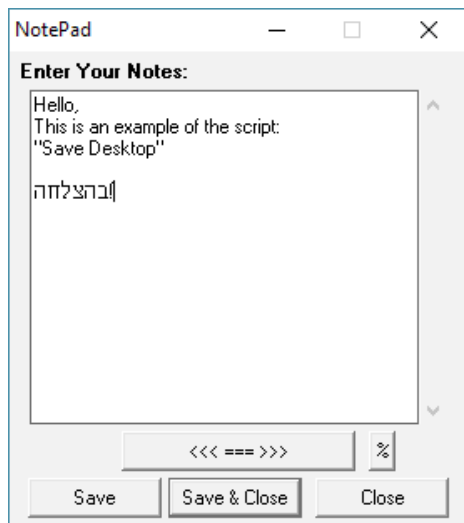 NotePad
Enter Your Notes:
Hello,
This is an example of the script:
"Save Desktop"
בהצלחה!
<<< === >>>
%
Save
Save & Close
Close